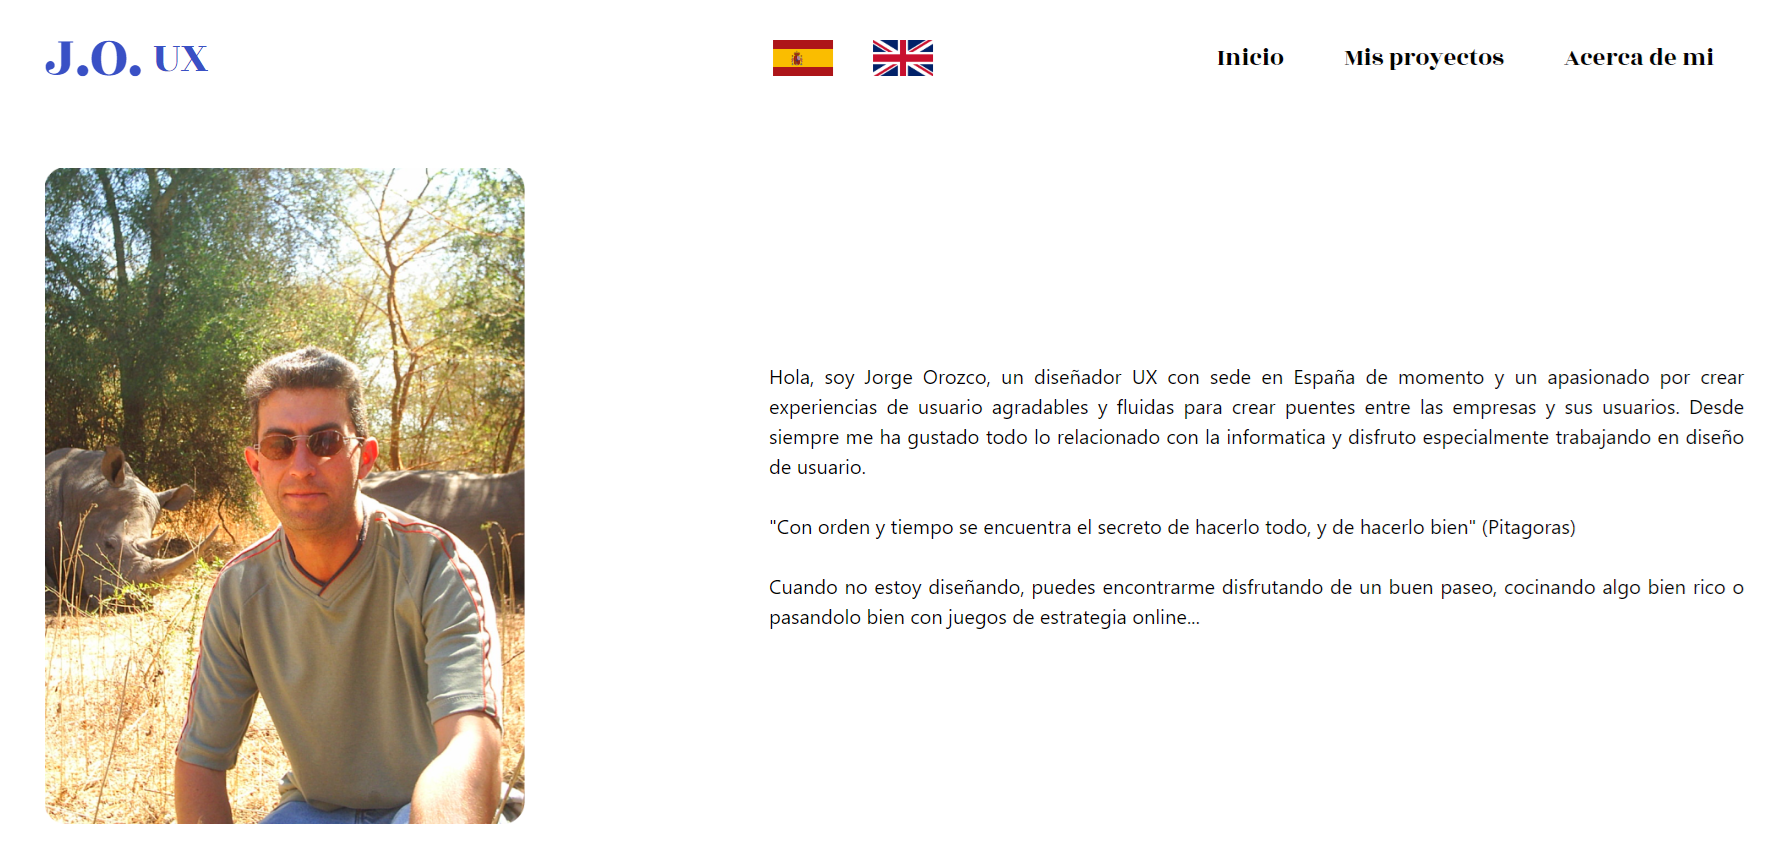 J.O. UX
Inicio
Mis proyectos
Acerca de mi
Hola, soy Jorge Orozco, un diseñador UX con sede en España de momento y un apasionado por crear
experiencias de usuario agradables y fluidas para crear puentes entre las empresas y sus usuarios. Desde
siempre me ha gustado todo lo relacionado con la informatica y disfruto especialmente trabajando en diseño
de usuario.
"Con orden y tiempo se encuentra el secreto de hacerlo todo, y de hacerlo bien" (Pitagoras)
Cuando no estoy diseñando, puedes encontrarme disfrutando de un buen paseo, cocinando algo bien rico o
pasandolo bien con juegos de estrategia online...